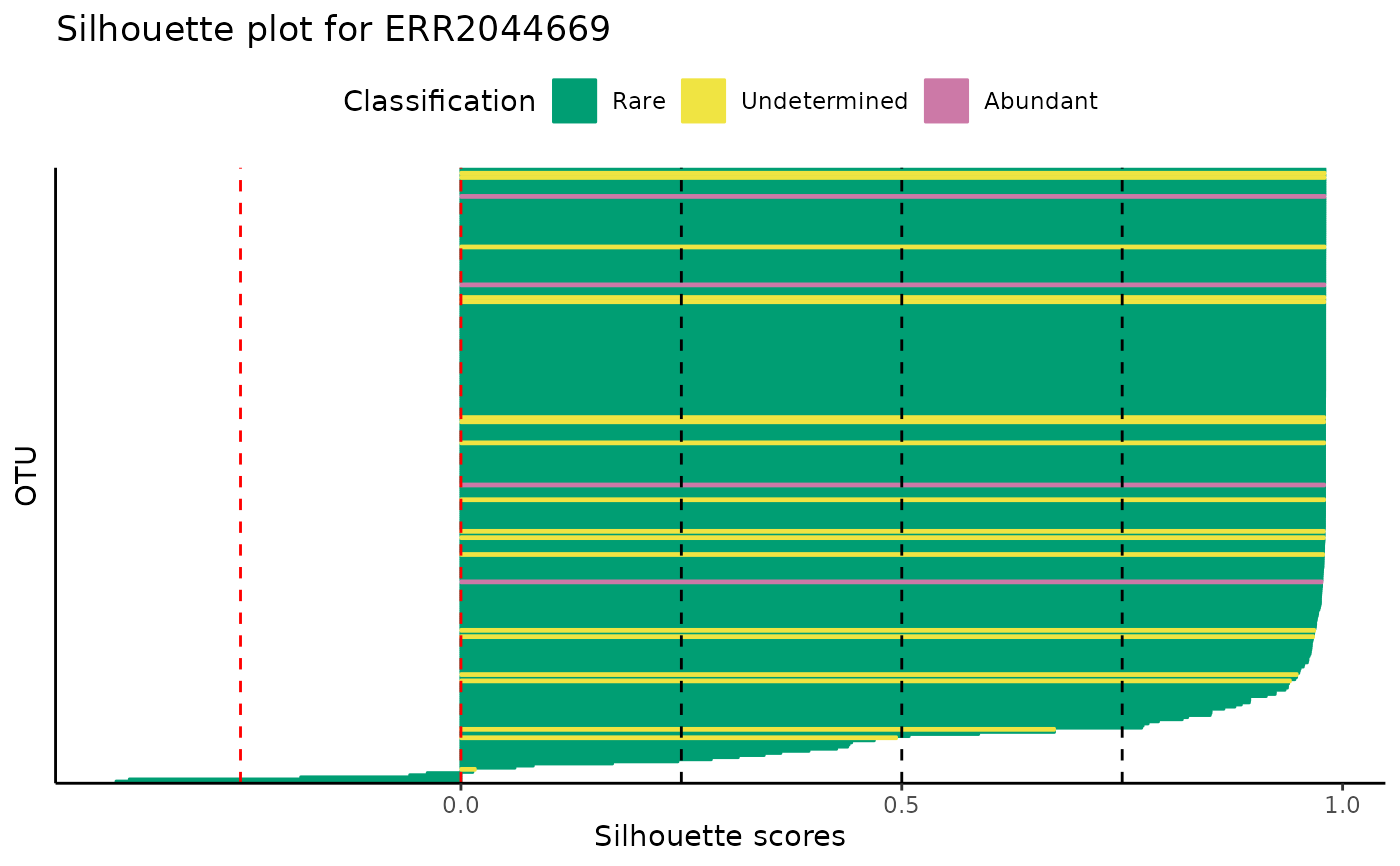 Silhouette plot for ERR2044669
Classification Rare Undetermined Abundant
OTU
0.0 0.5 1.0
Silhouette scores